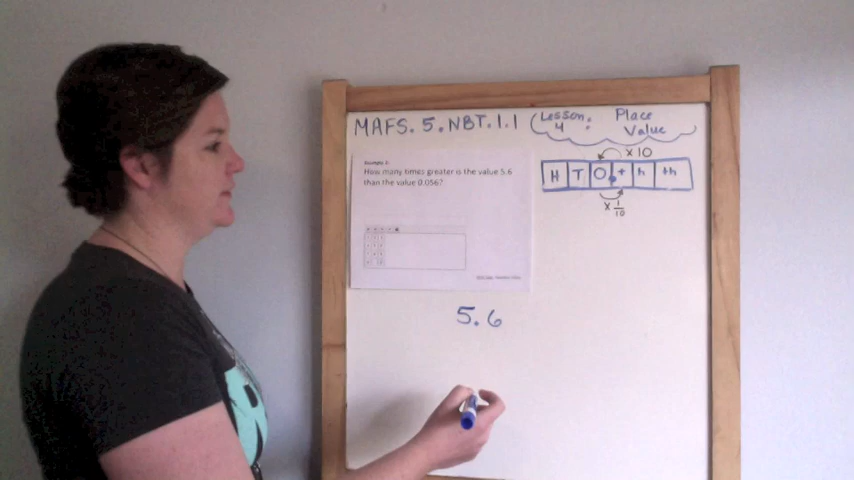 MAFS.5.NBT.1.1
Lesson: 4
Place Value
How many times greater is the value 5.6
than the value 0.056?
x 10
H T O . t h th
x 1/10
5.6